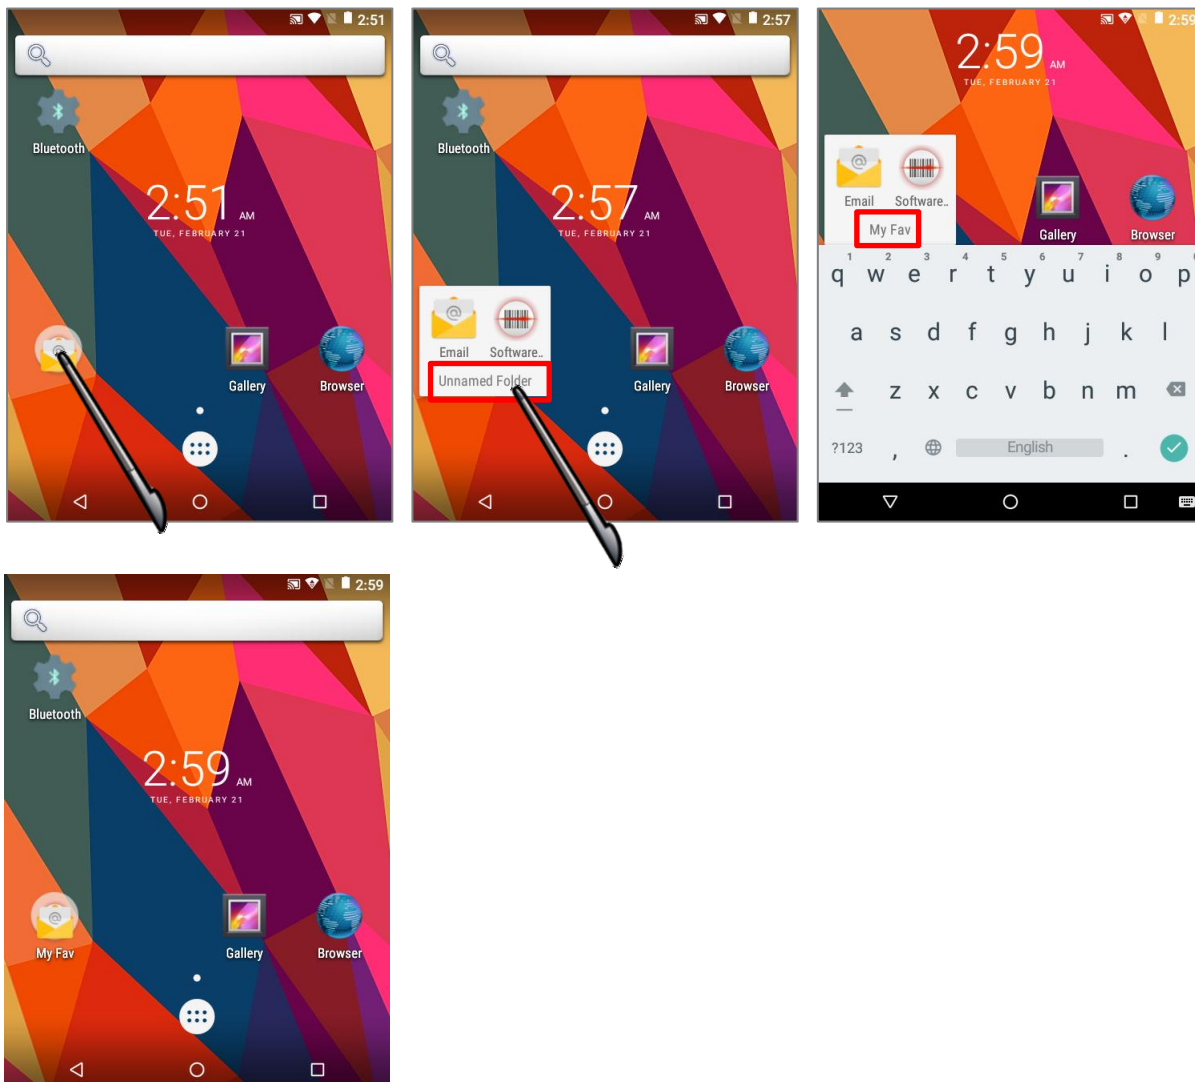 2:51
Bluetooth
2:51 AM
TUE, FEBRUARY 21
@
Gallery
Browser
2:57
Bluetooth
2:57 AM
TUE, FEBRUARY 21
@
Email
Software..
Unnamed Folder
Gallery
Browser
2:59
2:59 AM
TUE, FEBRUARY 21
@
Email
Software..
My Fav
Gallery
Browser
1 2 3 4 5 6 7 8 9
q w e r t y u i o p
a s d f g h j k l
z x c v b n m
?123 , English .
2:59
Bluetooth
2:59 AM
TUE, FEBRUARY 21
@
My Fav
Gallery
Browser